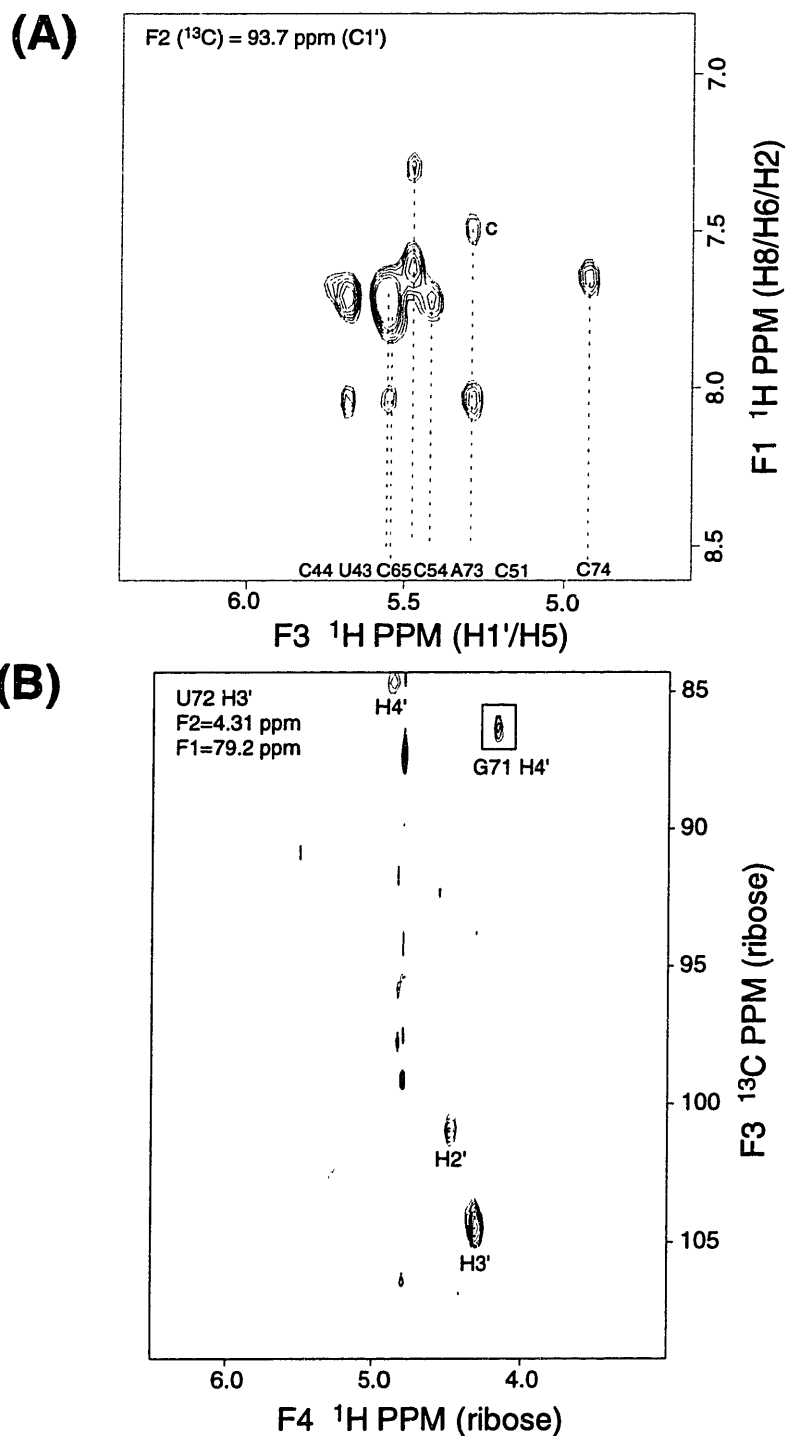 (A)
F2 (¹³C) = 93.7 ppm (C1')
7.0
7.5
8.0
8.5
F1 ¹H PPM (H8/H6/H2)
C
C44 U43 C65 C54 A73 C51 C74
6.0 5.5 5.0
F3 ¹H PPM (H1'/H5)
(B)
U72 H3'
F2=4.31 ppm
F1=79.2 ppm
H4'
G71 H4'
H2'
H3'
85
90
95
100
105
F3 ¹³C PPM (ribose)
6.0 5.0 4.0
F4 ¹H PPM (ribose)